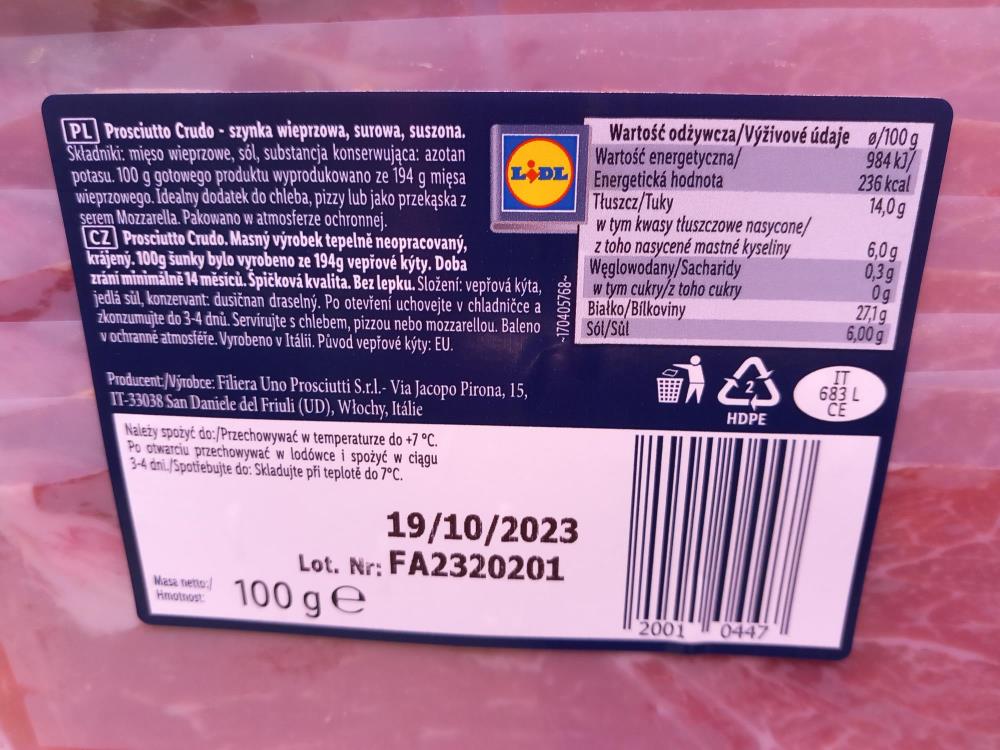 PL Prosciutto Crudo - szynka wieprzowa, surowa, suszona.
Składniki: mięso wieprzowe, sól, substancja konserwująca: azotan
potasu. 100 g gotowego produktu wyprodukowano ze 194 g mięsa
wieprzowego. Idealny dodatek do chleba, pizzy lub jako przekąska z
serem Mozzarella. Pakowano w atmosferze ochronnej.
CZ Prosciutto Crudo. Masný výrobek tepelně neopracovaný,
krájený. 100g šunky bylo vyrobeno ze 194g vepřové kýty. Doba
zrání minimálně 14 měsíců. Špičková kvalita. Bez lepku. Složení: vepřová kýta,
jedlá sůl, konzervant: dusičnan draselný. Po otevření uchovejte v chladničce a
zkonzumujte do 3-4 dnů. Servírujte s chlebem, pizzou nebo mozzarellou. Baleno
v ochranné atmosféře. Vyrobeno v Itálii. Původ vepřové kýty: EU.
Producent:/Výrobce: Filiera Uno Prosciutti S.r.l.- Via Jacopo Pirona, 15,
IT-33038 San Daniele del Friuli (UD), Włochy, Itálie
LIDL
~170405768~
Wartość odżywcza/Výživové údaje ø/100 g
Wartość energetyczna/ 984 kJ/
Energetická hodnota 236 kcal
Tłuszcz/Tuky 14,0 g
w tym kwasy tłuszczowe nasycone/
z toho nasycené mastné kyseliny 6,0 g
Węglowodany/Sacharidy 0,3 g
w tym cukry/z toho cukry 0 g
Białko/Bílkoviny 27,1 g
Sól/Sůl 6,00 g
2
HDPE
IT
683 L
CE
Należy spożyć do:/Przechowywać w temperaturze do +7 °C.
Po otwarciu przechowywać w lodówce i spożyć w ciągu
3-4 dni./Spotřebujte do: Skladujte při teplotě do 7°C.
19/10/2023
Lot. Nr: FA2320201
Masa netto:/
Hmotnost:
100 g e
2001 0447